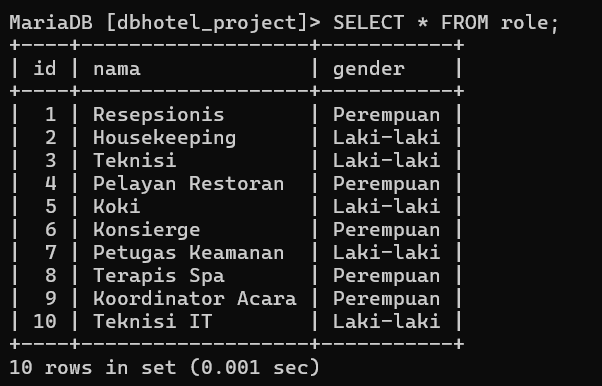 MariaDB [dbhotel_project]> SELECT * FROM role;
+----+--------------------+-----------+
| id | nama               | gender    |
+----+--------------------+-----------+
|  1 | Resepsionis        | Perempuan |
|  2 | Housekeeping       | Laki-laki |
|  3 | Teknisi            | Laki-laki |
|  4 | Pelayan Restoran   | Perempuan |
|  5 | Koki               | Laki-laki |
|  6 | Konsierge          | Perempuan |
|  7 | Petugas Keamanan   | Laki-laki |
|  8 | Terapis Spa        | Perempuan |
|  9 | Koordinator Acara  | Perempuan |
| 10 | Teknisi IT         | Laki-laki |
+----+--------------------+-----------+
10 rows in set (0.001 sec)